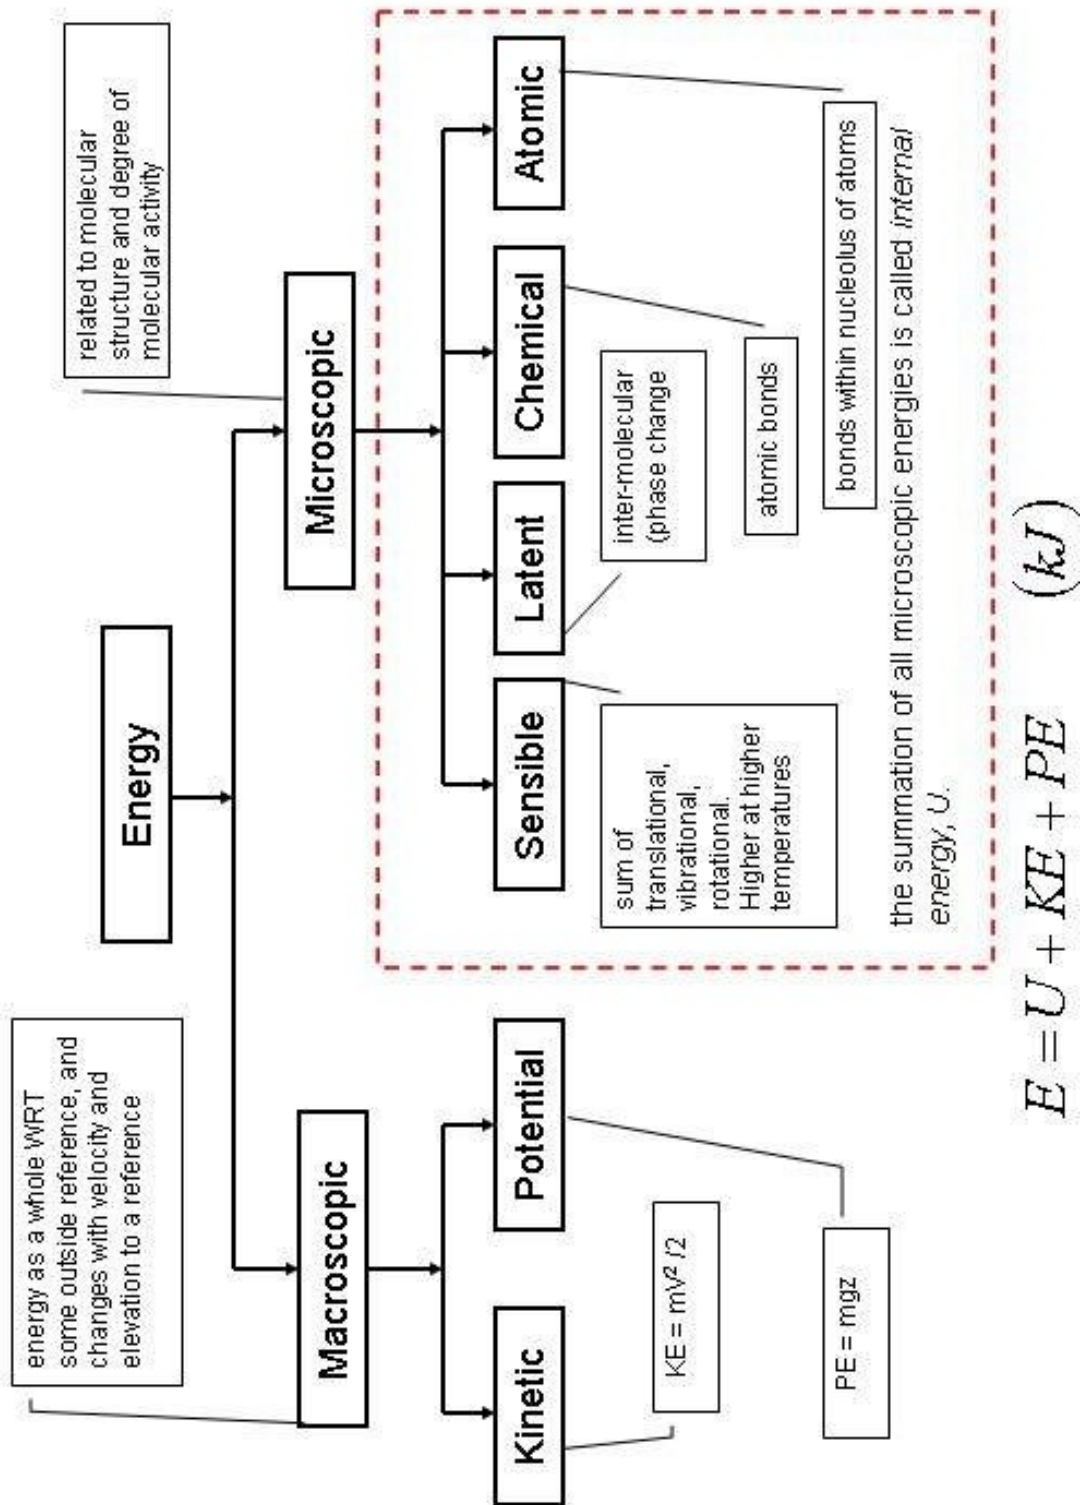 energy as a whole WRT
some outside reference, and
changes with velocity and
elevation to a reference
Energy
related to molecular
structure and degree of
molecular activity
Macroscopic
Microscopic
Kinetic
Potential
Sensible
Latent
Chemical
Atomic
KE = mV² /2
PE = mgz
sum of
translational,
vibrational,
rotational.
Higher at higher
temperatures
inter-molecular
(phase change
atomic bonds
bonds within nucleolus of atoms
the summation of all microscopic energies is called internal
energy, U.
E = U + KE + PE (kJ)